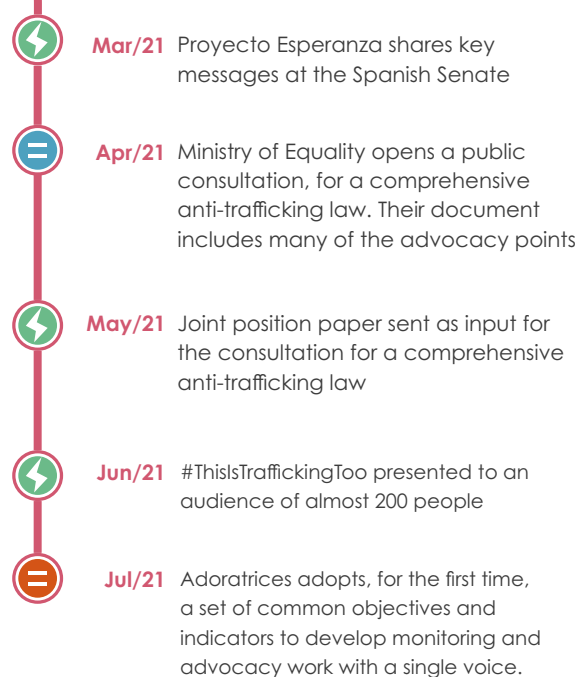 Mar/21 Proyecto Esperanza shares key
messages at the Spanish Senate
Apr/21 Ministry of Equality opens a public
consultation, for a comprehensive
anti-trafficking law. Their document
includes many of the advocacy points
May/21 Joint position paper sent as input for
the consultation for a comprehensive
anti-trafficking law
Jun/21 #ThisIsTraffickingToo presented to an
audience of almost 200 people
Jul/21 Adoratrices adopts, for the first time,
a set of common objectives and
indicators to develop monitoring and
advocacy work with a single voice.